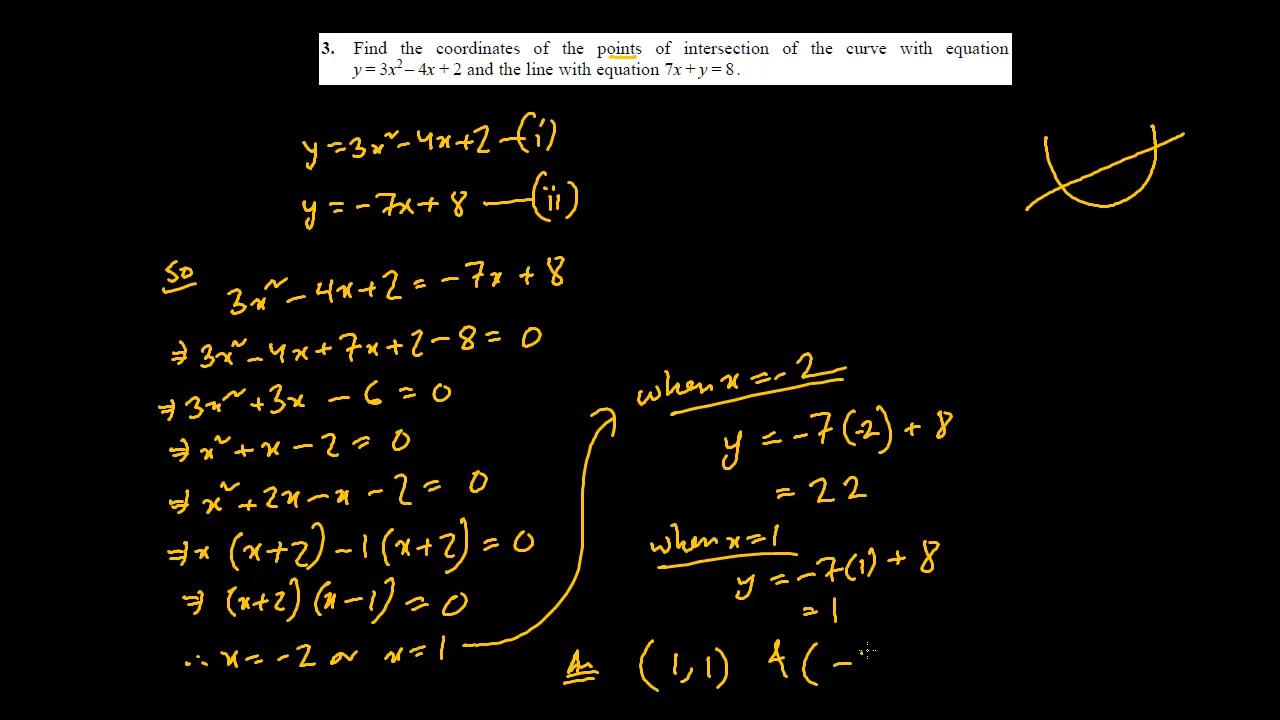 3. Find the coordinates of the points of intersection of the curve with equation
y = 3x² – 4x + 2 and the line with equation 7x + y = 8 .
y = 3x² - 4x + 2 —(i)
y = -7x + 8 —(ii)
So
3x² - 4x + 2 = -7x + 8
⇒ 3x² - 4x + 7x + 2 - 8 = 0
⇒ 3x² + 3x - 6 = 0
⇒ x² + x - 2 = 0
⇒ x² + 2x - x - 2 = 0
⇒ x (x+2) - 1 (x+2) = 0
⇒ (x+2) (x-1) = 0
∴ x = -2 or x = 1
when x = -2
y = -7 (-2) + 8
= 22
when x = 1
y = -7(1) + 8
= 1
An (1,1) & ( -